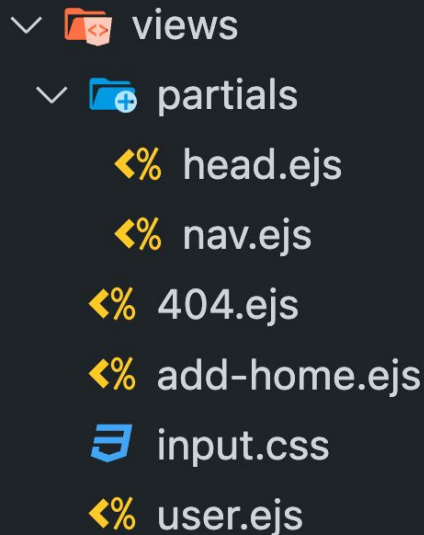 views
partials
head.ejs
nav.ejs
404.ejs
add-home.ejs
input.css
user.ejs